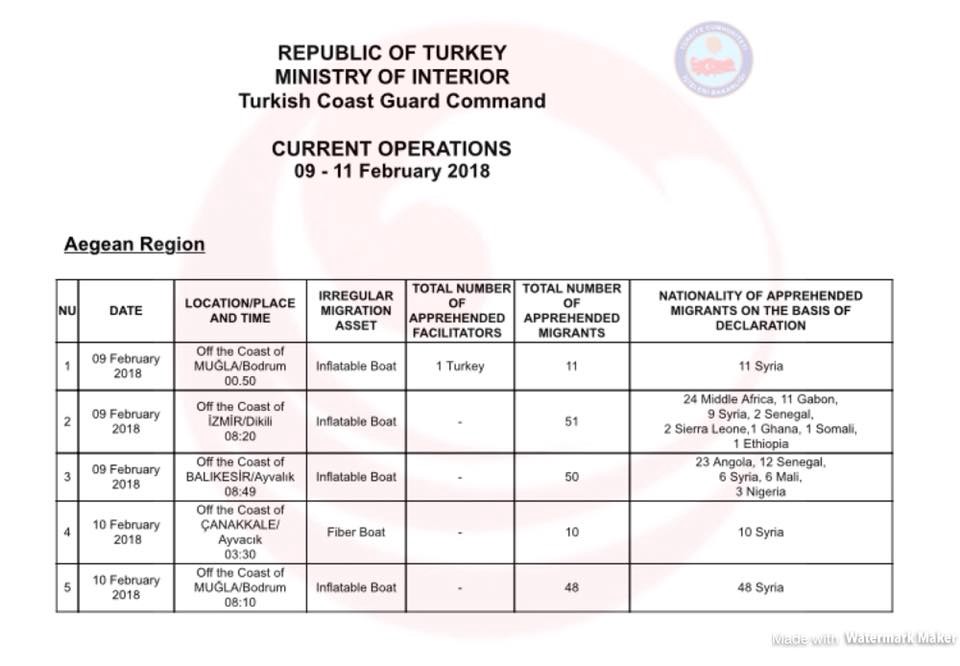 REPUBLIC OF TURKEY
MINISTRY OF INTERIOR
Turkish Coast Guard Command
CURRENT OPERATIONS
09 - 11 February 2018
Aegean Region
NU
DATE
LOCATION/PLACE
AND TIME
IRREGULAR
MIGRATION
ASSET
TOTAL NUMBER
OF
APPREHENDED
FACILITATORS
TOTAL NUMBER
OF
APPREHENDED
MIGRANTS
NATIONALITY OF APPREHENDED
MIGRANTS ON THE BASIS OF
DECLARATION
1
09 February
2018
Off the Coast of
MUĞLA/Bodrum
00.50
Inflatable Boat
1 Turkey
11
11 Syria
2
09 February
2018
Off the Coast of
İZMİR/Dikili
08:20
Inflatable Boat
-
51
24 Middle Africa, 11 Gabon,
9 Syria, 2 Senegal,
2 Sierra Leone,1 Ghana, 1 Somali,
1 Ethiopia
3
09 February
2018
Off the Coast of
BALIKESİR/Ayvalık
08:49
Inflatable Boat
-
50
23 Angola, 12 Senegal,
6 Syria, 6 Mali,
3 Nigeria
4
10 February
2018
Off the Coast of
ÇANAKKALE/
Ayvacık
03:30
Fiber Boat
-
10
10 Syria
5
10 February
2018
Off the Coast of
MUĞLA/Bodrum
08:10
Inflatable Boat
-
48
48 Syria
Made with Watermark Maker